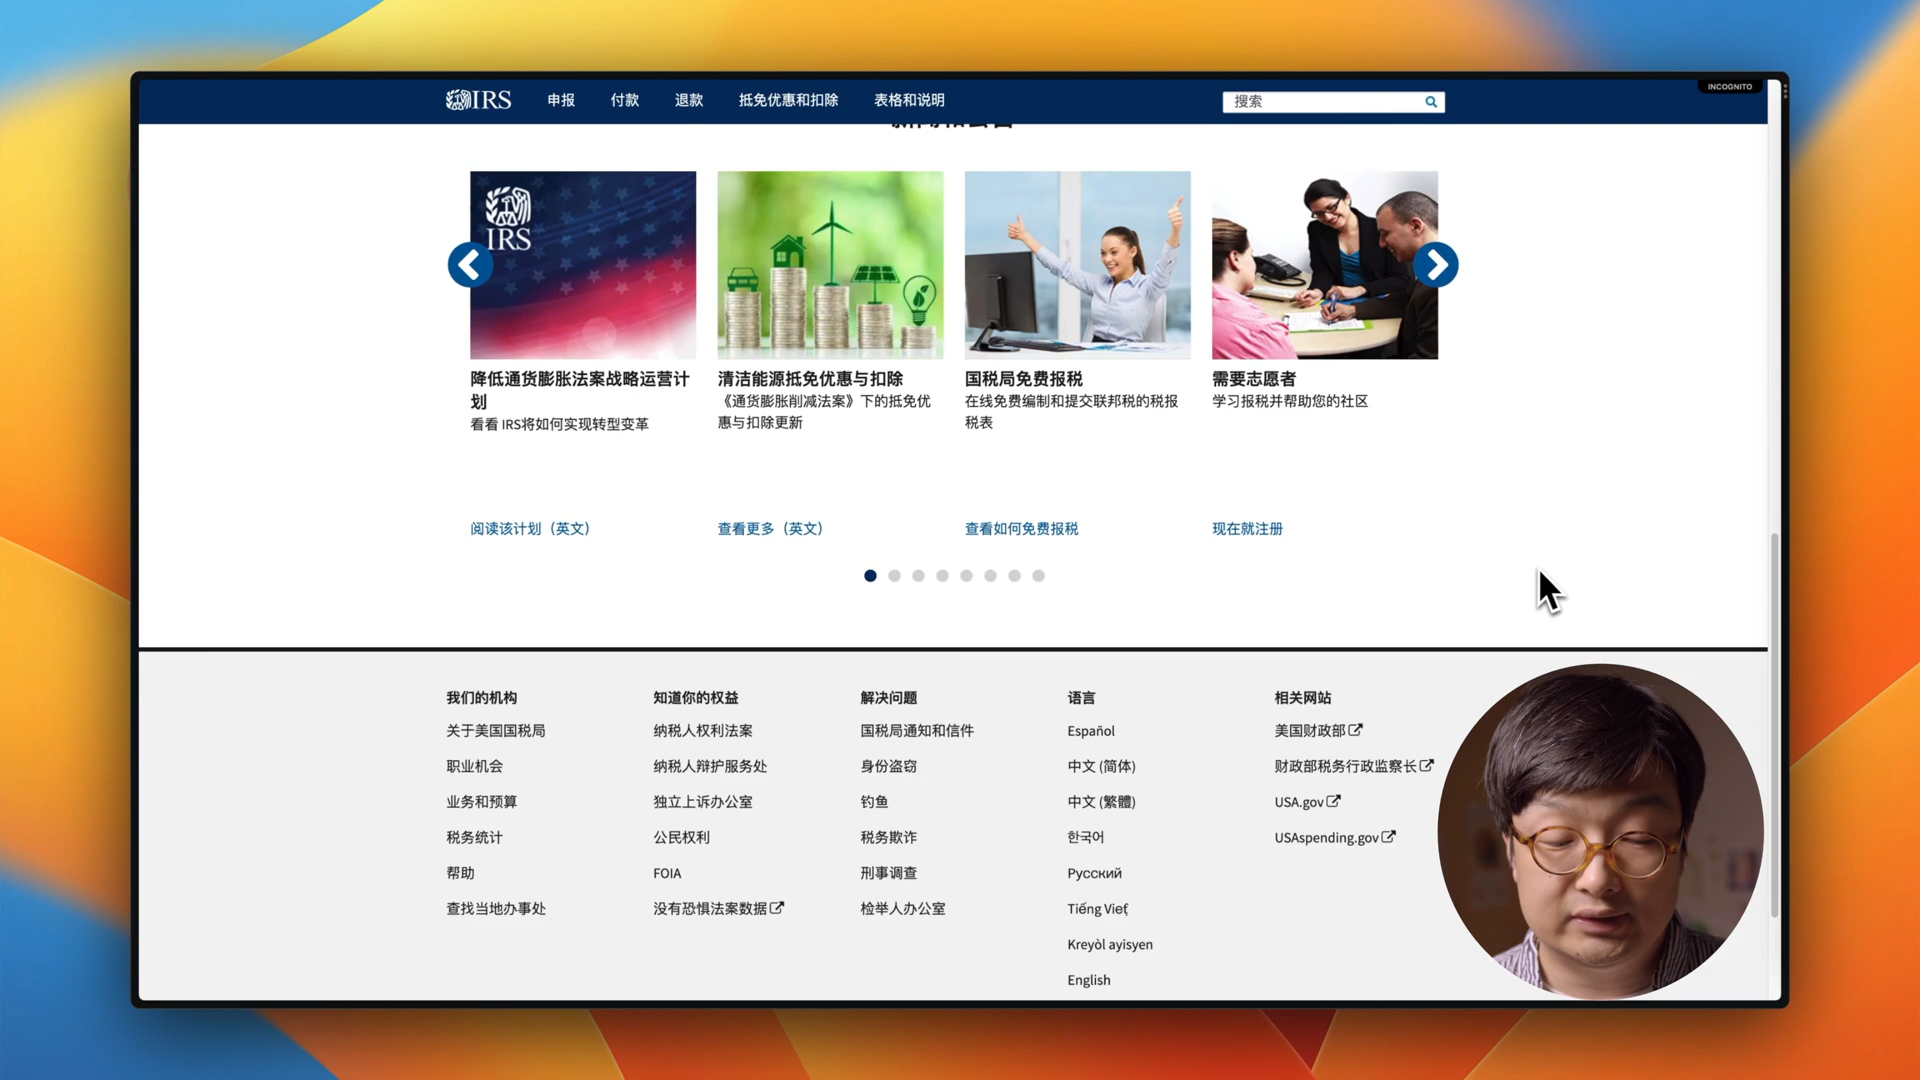 IRS
申报
付款
退款
抵免优惠和扣除
表格和说明
搜索
INCOGNITO
新闻和公告
IRS
降低通货膨胀法案战略运营计
划
看看 IRS将如何实现转型变革
阅读该计划（英文）
清洁能源抵免优惠与扣除
《通货膨胀削减法案》下的抵免优
惠与扣除更新
查看更多（英文）
国税局免费报税
在线免费编制和提交联邦税的税报
税表
查看如何免费报税
需要志愿者
学习报税并帮助您的社区
现在就注册
我们的机构
关于美国国税局
职业机会
业务和预算
税务统计
帮助
查找当地办事处
知道你的权益
纳税人权利法案
纳税人辩护服务处
独立上诉办公室
公民权利
FOIA
没有恐惧法案数据
解决问题
国税局通知和信件
身份盗窃
钓鱼
税务欺诈
刑事调查
检举人办公室
语言
Español
中文 (简体)
中文 (繁體)
한국어
Русский
Tiếng Việt
Kreyòl ayisyen
English
相关网站
美国财政部
财政部税务行政监察长
USA.gov
USAspending.gov